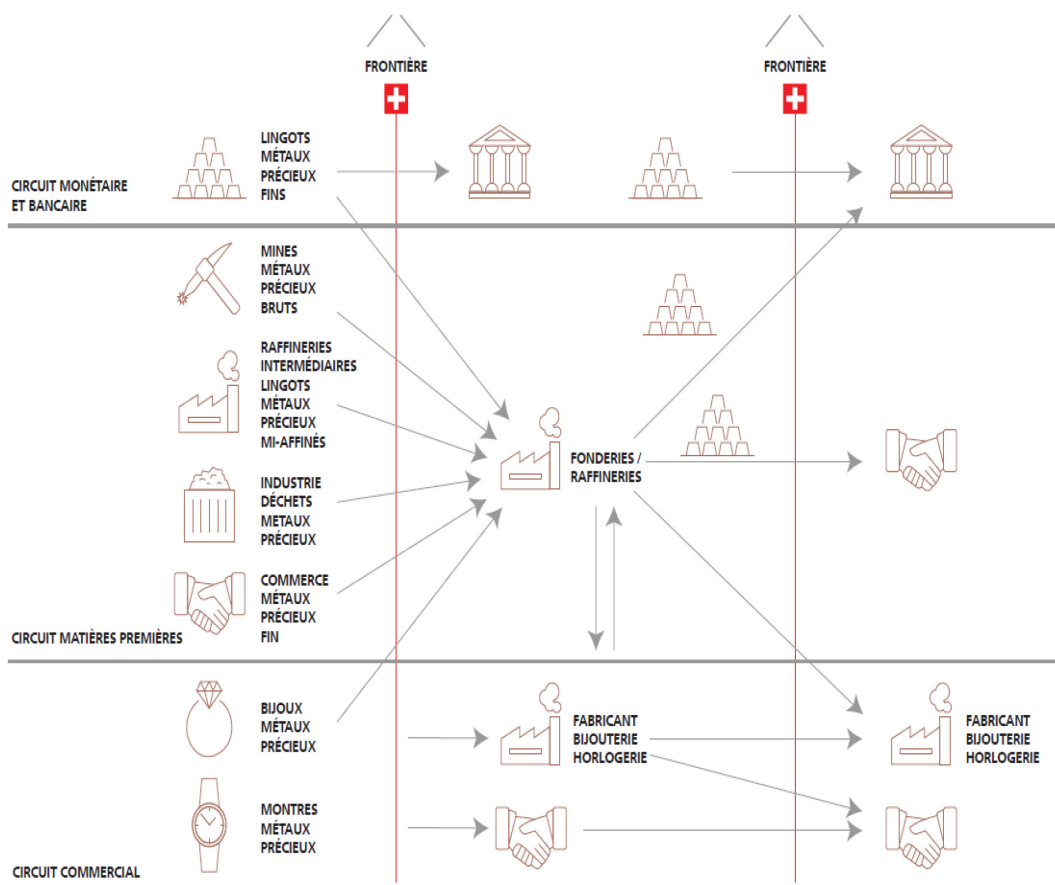 FRONTIÈRE
FRONTIÈRE
LINGOTS
MÉTAUX
PRÉCIEUX
FINS
CIRCUIT MONÉTAIRE
ET BANCAIRE
MINES
MÉTAUX
PRÉCIEUX
BRUTS
RAFFINERIES
INTERMÉDIAIRES
LINGOTS
MÉTAUX
PRÉCIEUX
MI-AFFINÉS
FONDERIES /
RAFFINERIES
INDUSTRIE
DÉCHETS
METAUX
PRÉCIEUX
COMMERCE
MÉTAUX
PRÉCIEUX
FIN
CIRCUIT MATIÈRES PREMIÈRES
BIJOUX
MÉTAUX
PRÉCIEUX
FABRICANT
BIJOUTERIE
HORLOGERIE
FABRICANT
BIJOUTERIE
HORLOGERIE
MONTRES
MÉTAUX
PRÉCIEUX
CIRCUIT COMMERCIAL